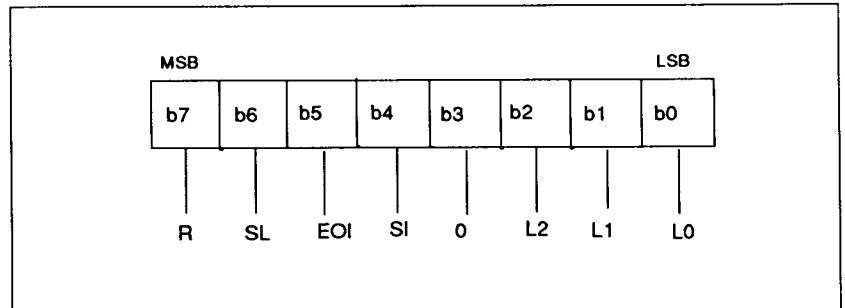 MSB LSB
b7 b6 b5 b4 b3 b2 b1 b0
R SL EOI SI 0 L2 L1 L0